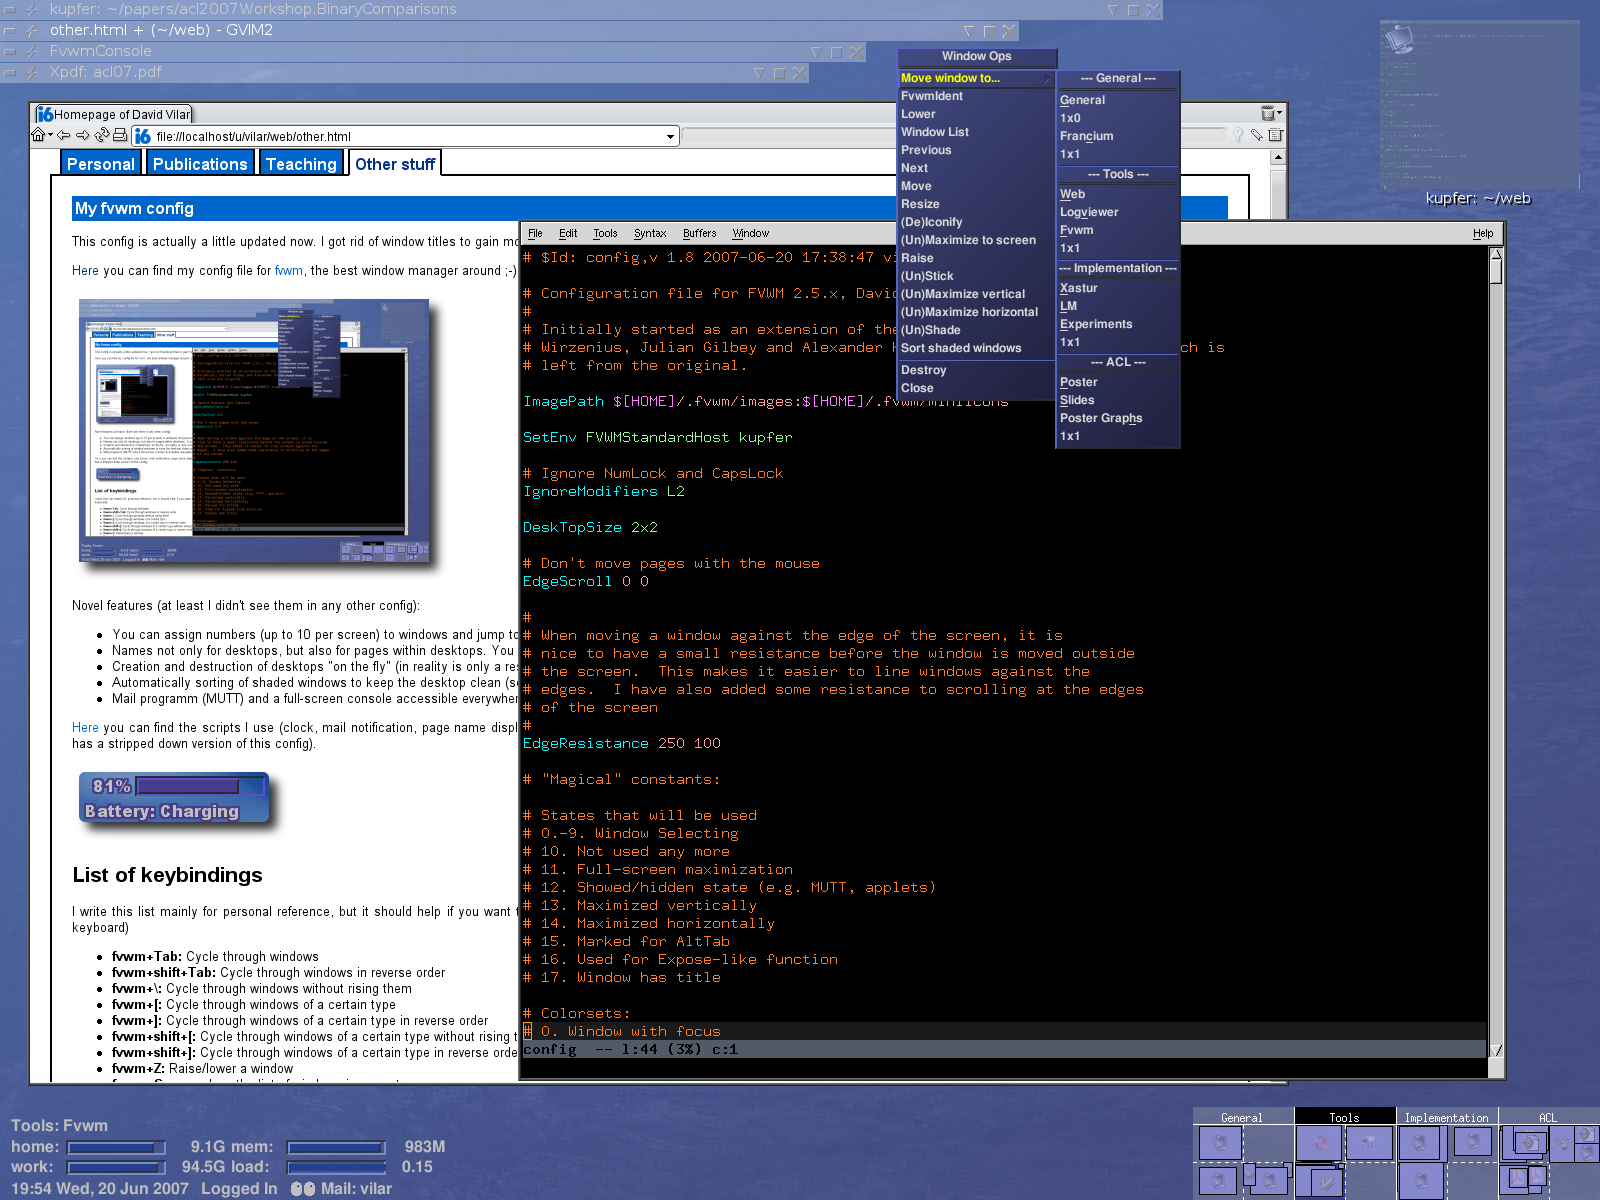 kupfer: ~/papers/acl2007Workshop.BinaryComparisons
other.html + (~/web) - GVIM2
FvwmConsole
Xpdf: acl07.pdf
kupfer: ~/web
Window Ops
Move window to...
FvwmIdent
Lower
Window List
Previous
Next
Move
Resize
(De)Iconify
(Un)Maximize to screen
Raise
(Un)Stick
(Un)Maximize vertical
(Un)Maximize horizontal
(Un)Shade
Sort shaded windows
Destroy
Close
--- General ---
General
1x0
Francium
1x1
--- Tools ---
Web
Logviewer
Fvwm
1x1
--- Implementation ---
Xastur
LM
Experiments
1x1
--- ACL ---
Poster
Slides
Poster Graphs
1x1
i6 Homepage of David Vilar
i6 file://localhost/u/vilar/web/other.html
Personal Publications Teaching Other stuff
My fvwm config
This config is actually a little updated now. I got rid of window titles to gain
Here you can find my config file for fvwm, the best window manager around ;-)
Novel features (at least I didn't see them in any other config):
• You can assign numbers (up to 10 per screen) to windows and jump to
• Names not only for desktops, but also for pages within desktops. You
• Creation and destruction of desktops "on the fly" (in reality is only a
• Automatically sorting of shaded windows to keep the desktop clean
• Mail programm (MUTT) and a full-screen console accessible
Here you can find the scripts I use (clock, mail notification, page name
has a stripped down version of this config).
81%
Battery: Charging
List of keybindings
I write this list mainly for personal reference, but it should help if you want
keyboard)
• fvwm+Tab: Cycle through windows
• fvwm+shift+Tab: Cycle through windows in reverse order
• fvwm+\: Cycle through windows without rising them
• fvwm+[: Cycle through windows of a certain type
• fvwm+]: Cycle through windows of a certain type in reverse order
• fvwm+shift+[: Cycle through windows of a certain type without rising
• fvwm+shift+]: Cycle through windows of a certain type in reverse
• fvwm+Z: Raise/lower a window
File Edit Tools Syntax Buffers Window Help
# $Id: config,v 1.8 2007-06-20 17:38:47
# Configuration file for FVWM 2.5.x,
#
# Initially started as an extension of the
# Wirzenius, Julian Gilbey and Alexander is
# left from the original.
ImagePath $[HOME]/.fvwm/images:$[HOME]/.fvwm/miniicons
SetEnv FVWMStandardHost kupfer
# Ignore NumLock and CapsLock
IgnoreModifiers L2
DeskTopSize 2x2
# Don't move pages with the mouse
EdgeScroll 0 0
#
# When moving a window against the edge of the screen, it is
# nice to have a small resistance before the window is moved outside
# the screen.  This makes it easier to line windows against the
# edges.  I have also added some resistance to scrolling at the edges
# of the screen
#
EdgeResistance 250 100
# "Magical" constants:
# States that will be used
# 0.-9. Window Selecting
# 10. Not used any more
# 11. Full-screen maximization
# 12. Showed/hidden state (e.g. MUTT, applets)
# 13. Maximized vertically
# 14. Maximized horizontally
# 15. Marked for AltTab
# 16. Used for Expose-like function
# 17. Window has title
# Colorsets:
# 0. Window with focus
config -- l:44 (3%) c:1
Tools: Fvwm
home: 9.1G mem: 983M
work: 94.5G load: 0.15
19:54 Wed, 20 Jun 2007 Logged In Mail: vilar
General Tools Implementation ACL